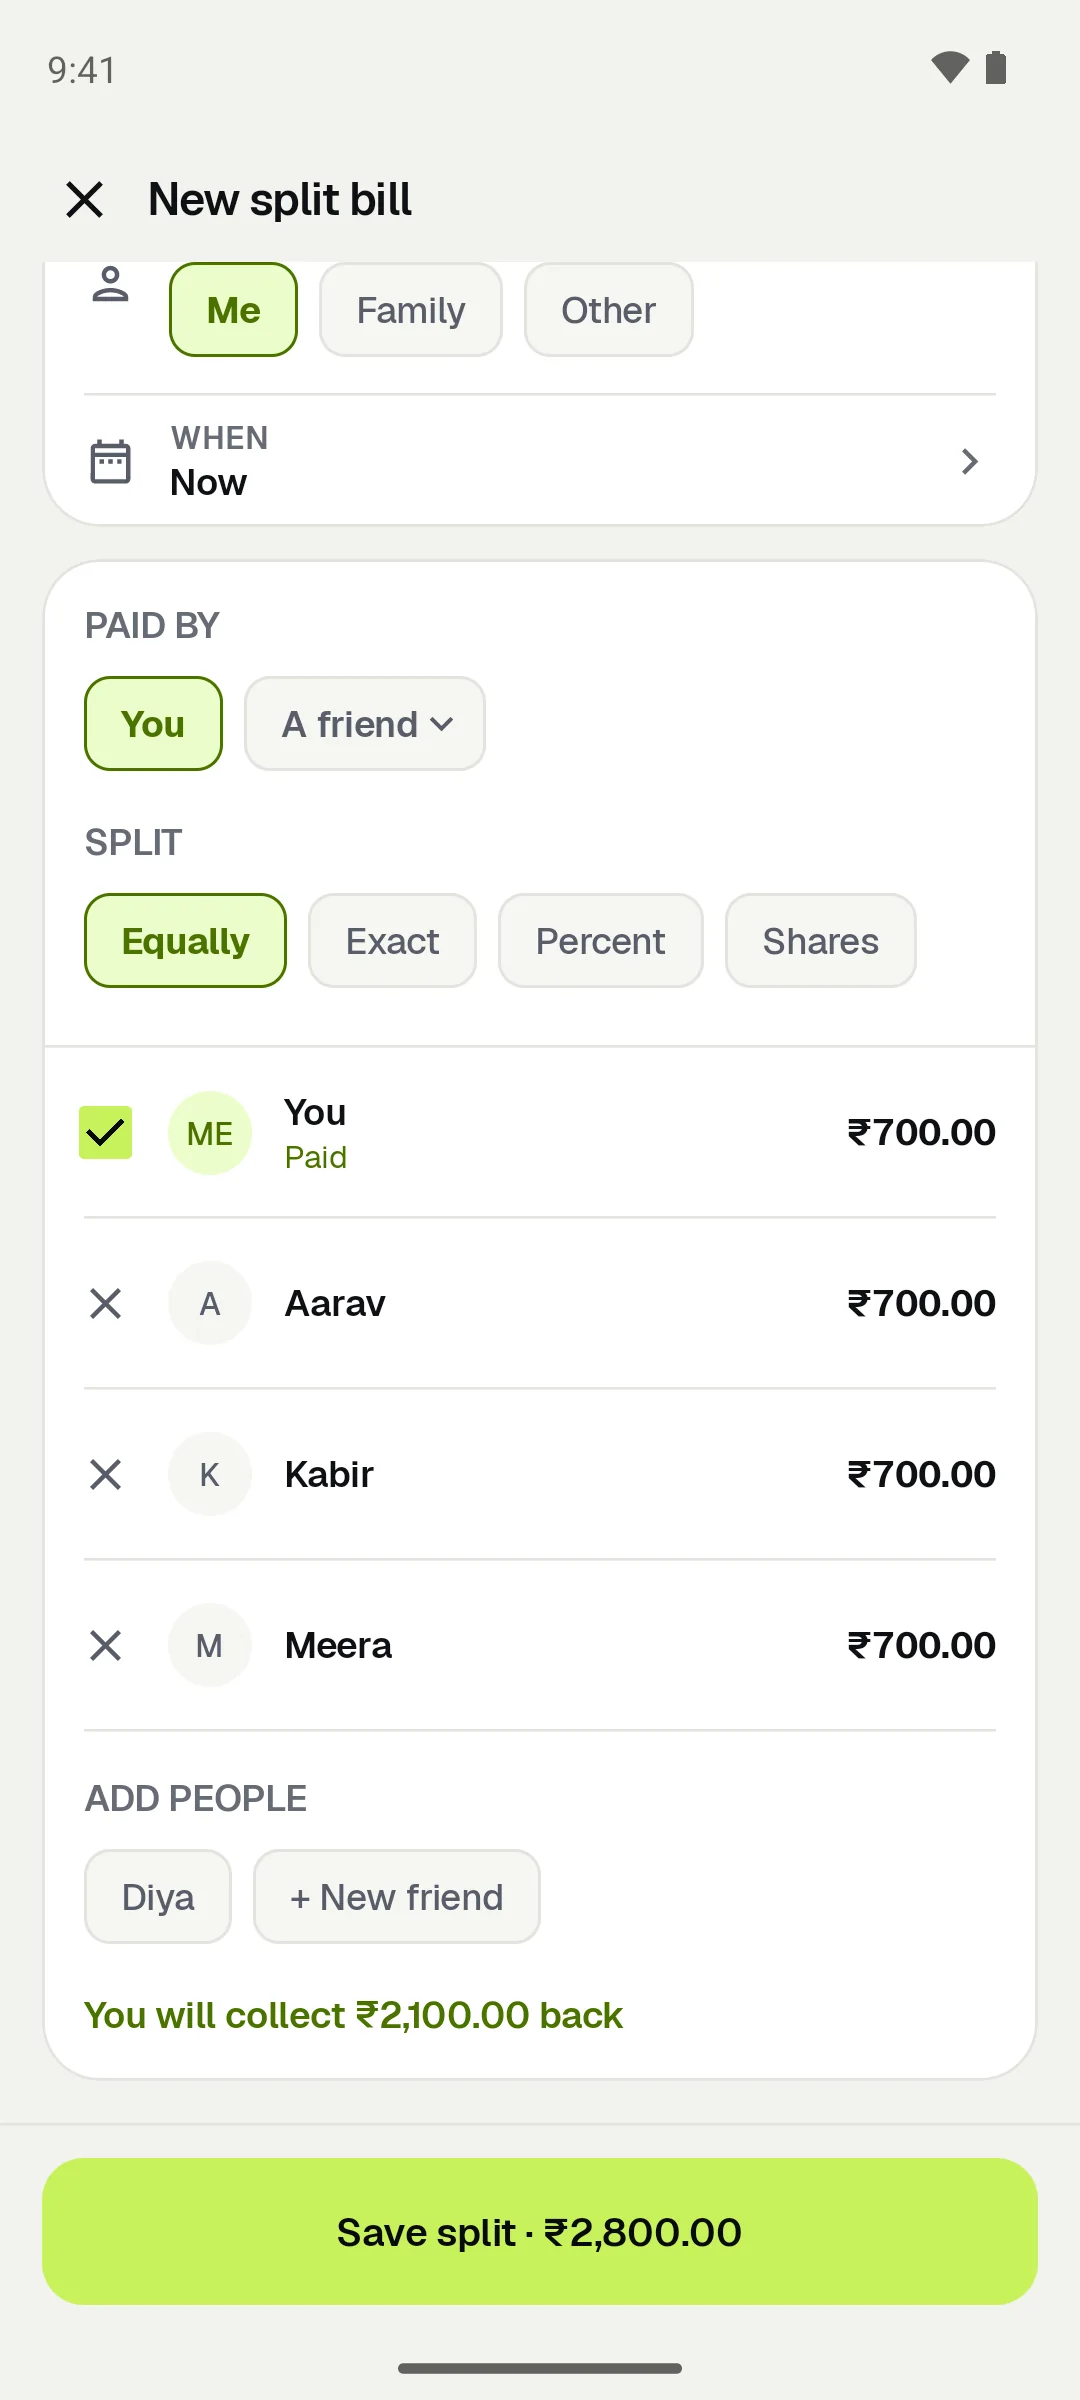 9:41
New split bill
Me Family Other
WHEN
Now
PAID BY
You A friend
SPLIT
Equally Exact Percent Shares
ME You ₹700.00
Paid
A Aarav ₹700.00
K Kabir ₹700.00
M Meera ₹700.00
ADD PEOPLE
Diya + New friend
You will collect ₹2,100.00 back
Save split · ₹2,800.00